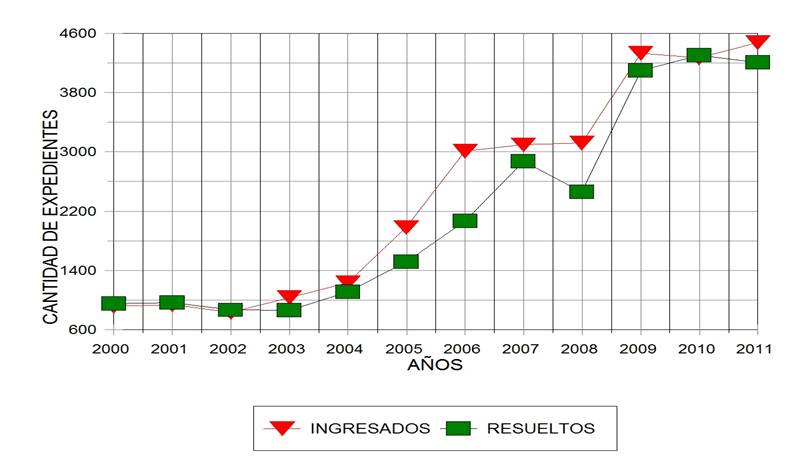 CANTIDAD DE EXPEDIENTES
4600
3800
3000
2200
1400
600
2000 2001 2002 2003 2004 2005 2006 2007 2008 2009 2010 2011
AÑOS
INGRESADOS RESUELTOS